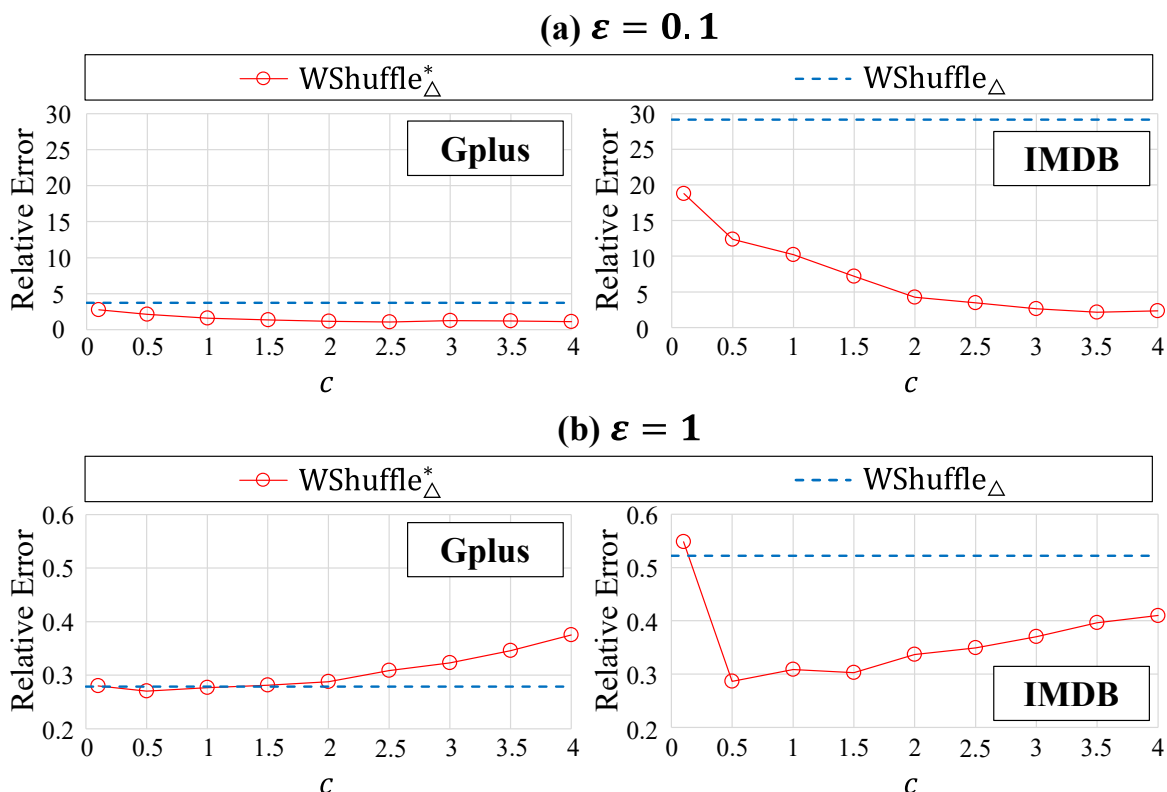 (a) ε = 0.1
WShuffle*△ WShuffle△
Relative Error
30
25
20
15
10
5
0
Gplus
0 0.5 1 1.5 2 2.5 3 3.5 4
c
Relative Error
30
25
20
15
10
5
0
IMDB
0 0.5 1 1.5 2 2.5 3 3.5 4
c
(b) ε = 1
WShuffle*△ WShuffle△
Relative Error
0.6
0.5
0.4
0.3
0.2
Gplus
0 0.5 1 1.5 2 2.5 3 3.5 4
c
Relative Error
0.6
0.5
0.4
0.3
0.2
IMDB
0 0.5 1 1.5 2 2.5 3 3.5 4
c